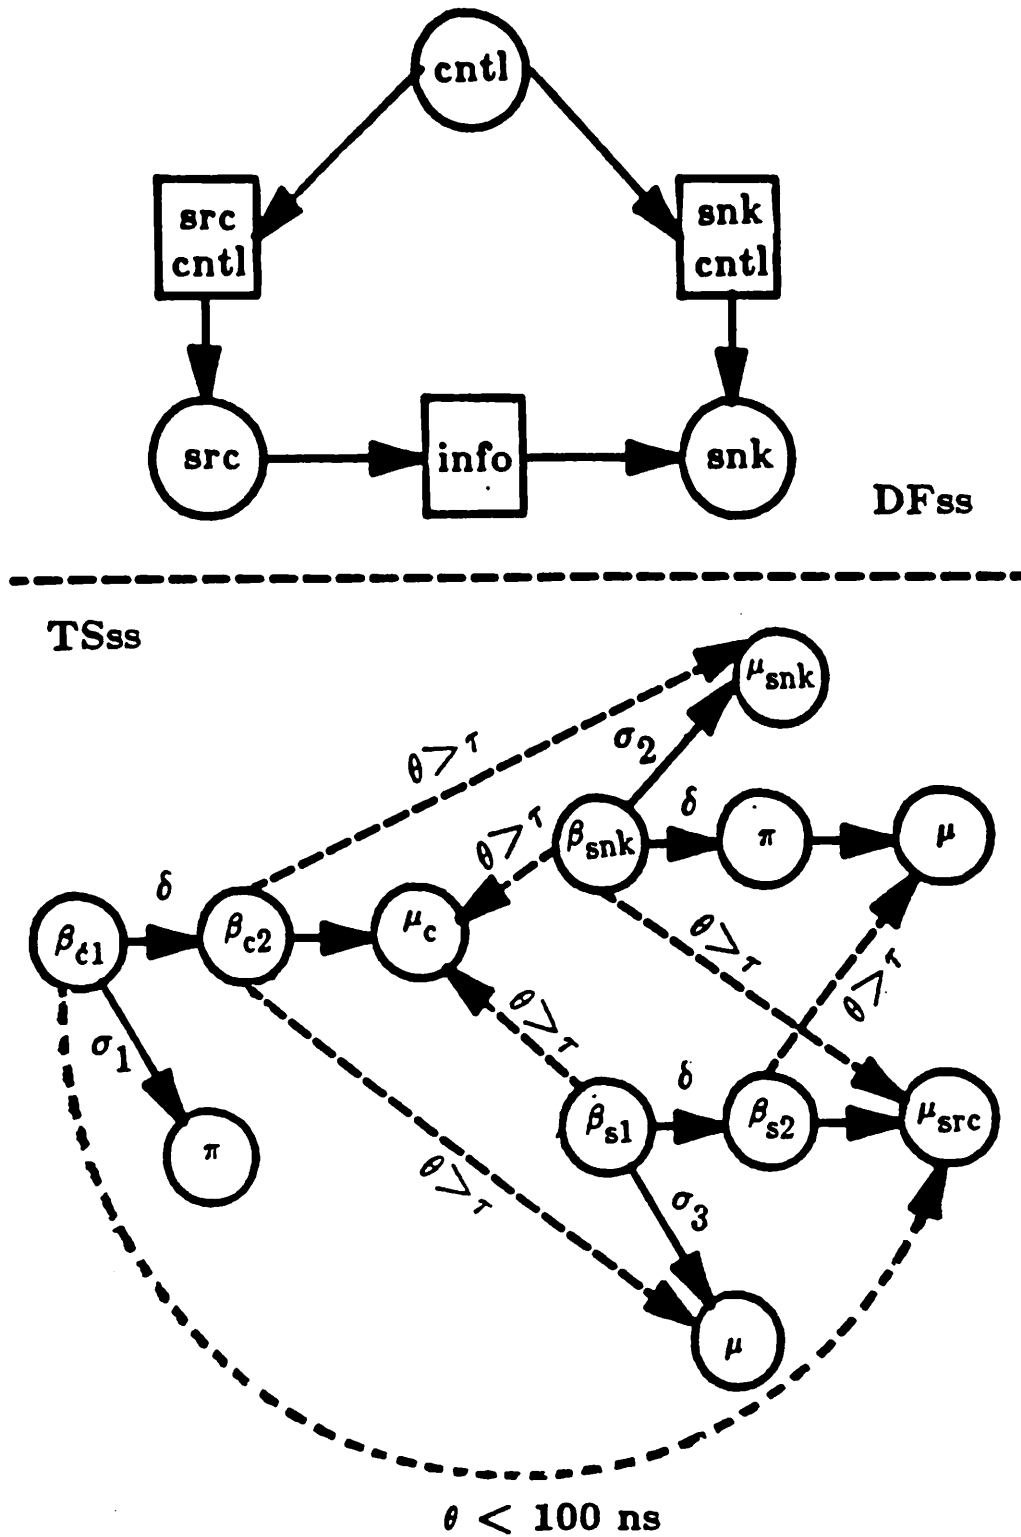 cntl
src
cntl
snk
cntl
src
info
snk
DFss
TSss
μsnk
θ>τ
σ2
βsnk
δ
π
μ
θ>τ
δ
βc1
βc2
μc
θ>τ
θ>τ
θ>τ
σ1
π
βs1
δ
βs2
μsrc
θ>τ
σ3
μ
θ < 100 ns